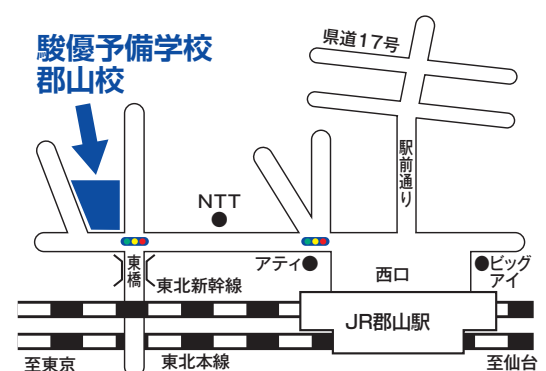 駿優予備学校
郡山校
県道17号
駅前通り
NTT
アティ
西口
ビッグ
アイ
東橋
東北新幹線
JR郡山駅
至東京
東北本線
至仙台